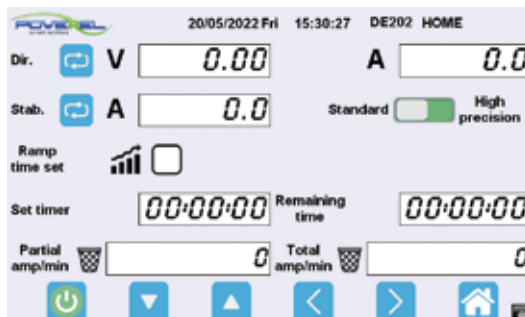 POWEREL 20/05/2022 Fri 15:30:27 DE202 HOME
Dir. V 0.00 A 0.0
Stab. A 0.0 Standard High precision
Ramp time set
Set timer 00:00:00 Remaining time 00:00:00
Partial amp/min 0 Total amp/min 0